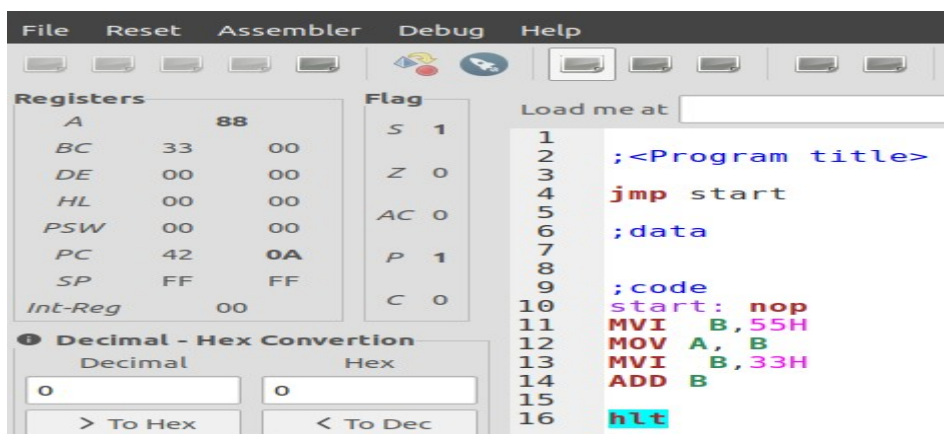 File Reset Assembler Debug Help
Registers
A 88
BC 33 00
DE 00 00
HL 00 00
PSW 00 00
PC 42 0A
SP FF FF
Int-Reg 00
Flag
S 1
Z 0
AC 0
P 1
C 0
Decimal - Hex Convertion
Decimal Hex
0 0
> To Hex < To Dec
Load me at
1
2 ;<Program title>
3
4 jmp start
5
6 ;data
7
8
9 ;code
10 start: nop
11 MVI B,55H
12 MOV A, B
13 MVI B,33H
14 ADD B
15
16 hlt